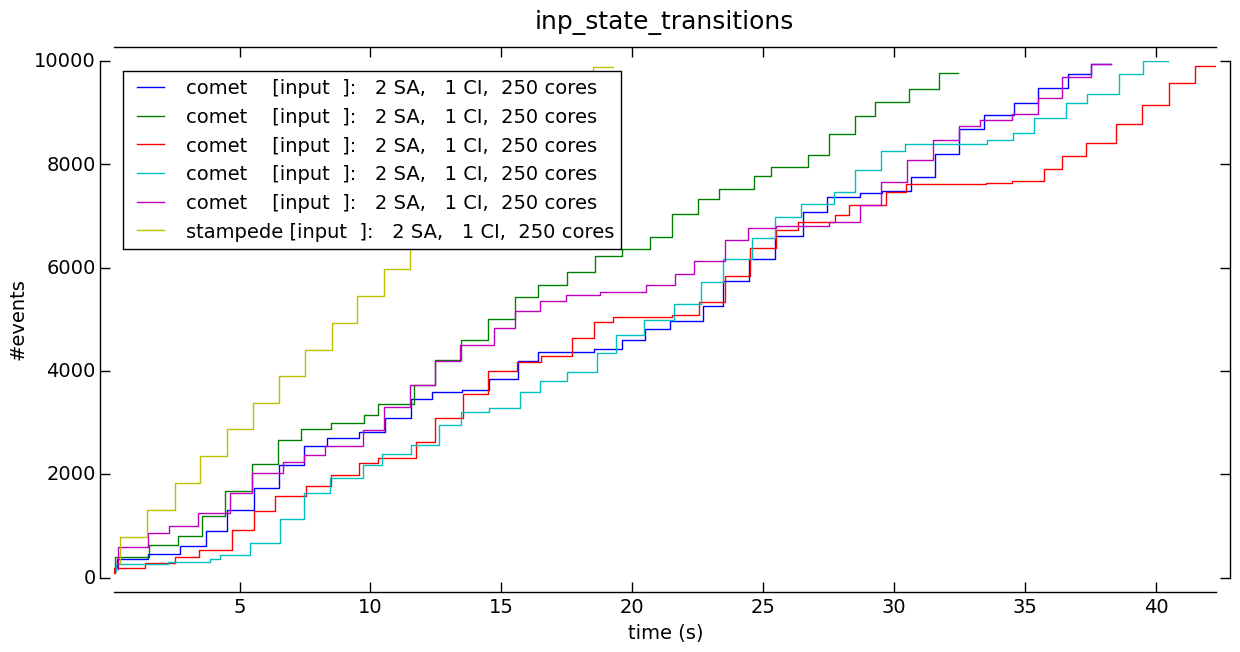 inp_state_transitions
10000
8000
6000
4000
2000
0
#events
comet [input ]: 2 SA, 1 CI, 250 cores
comet [input ]: 2 SA, 1 CI, 250 cores
comet [input ]: 2 SA, 1 CI, 250 cores
comet [input ]: 2 SA, 1 CI, 250 cores
comet [input ]: 2 SA, 1 CI, 250 cores
stampede [input ]: 2 SA, 1 CI, 250 cores
5 10 15 20 25 30 35 40
time (s)